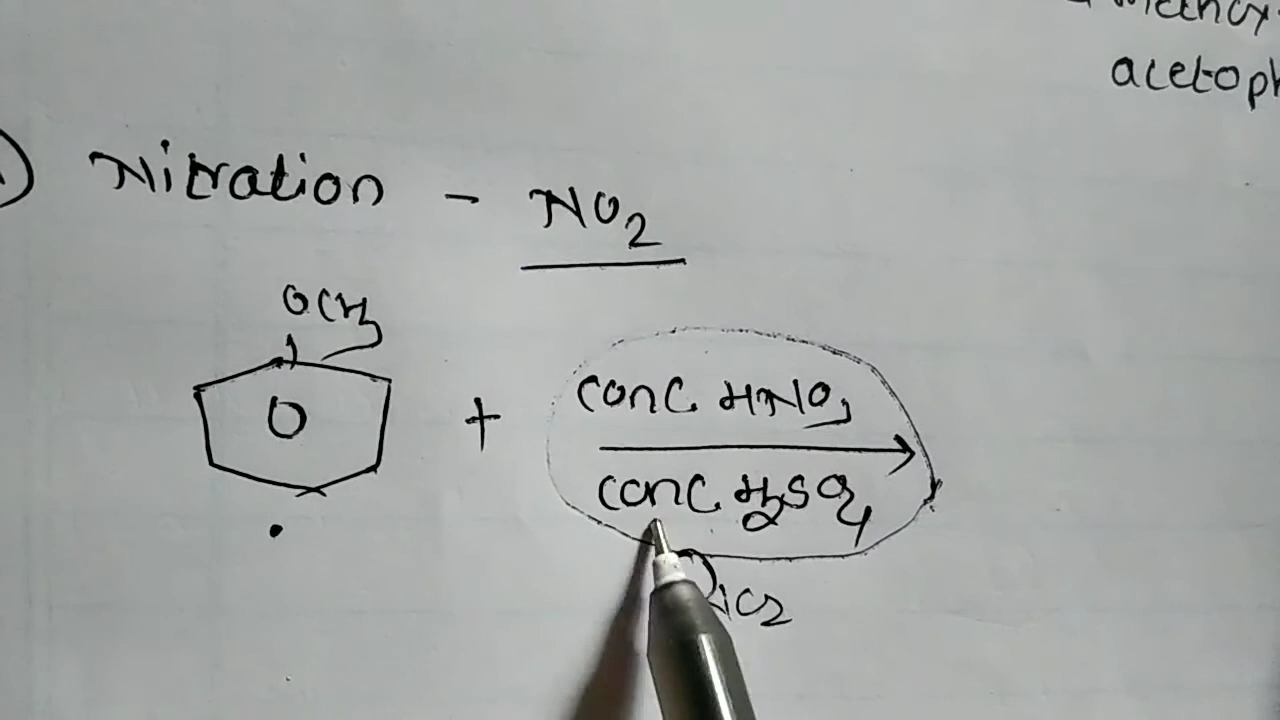 acetoph
Nitration - NO2
OCH3
+ conc. HNO3
conc H2SO4